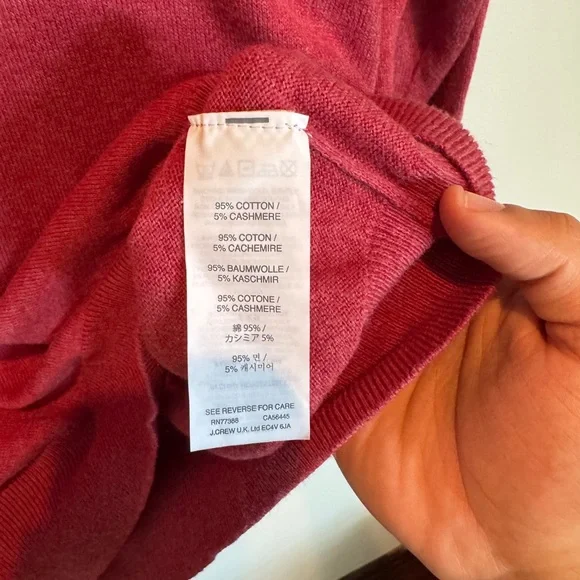 95% COTTON /
5% CASHMERE
95% COTON /
5% CACHEMIRE
95% BAUMWOLLE /
5% KASCHMIR
95% COTONE /
5% CASHMERE
綿 95% /
カシミア 5%
95% 면 /
5% 캐시미어
SEE REVERSE FOR CARE
RN77388 CA56445
J.CREW U.K. Ltd EC4V 6JA